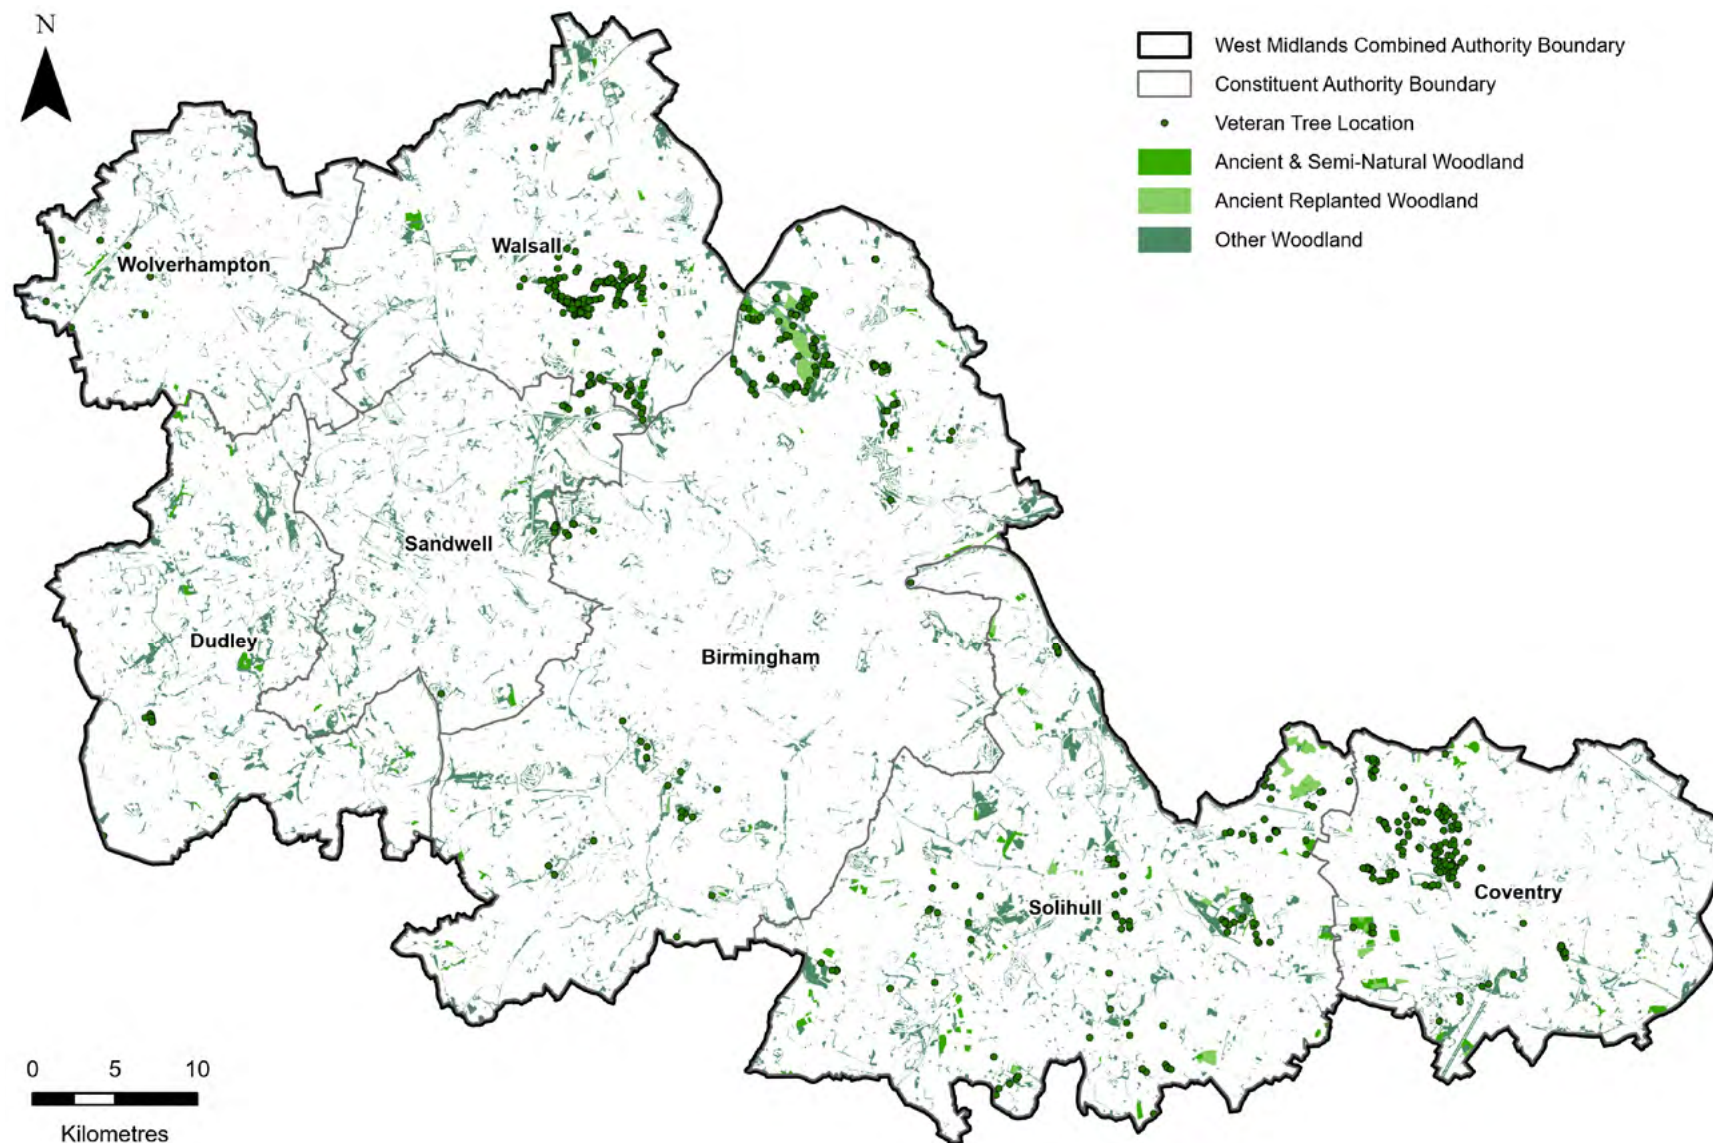 N
West Midlands Combined Authority Boundary
Constituent Authority Boundary
Veteran Tree Location
Ancient & Semi-Natural Woodland
Ancient Replanted Woodland
Other Woodland
Walsall
Wolverhampton
Sandwell
Dudley
Birmingham
Coventry
Solihull
0 5 10
Kilometres